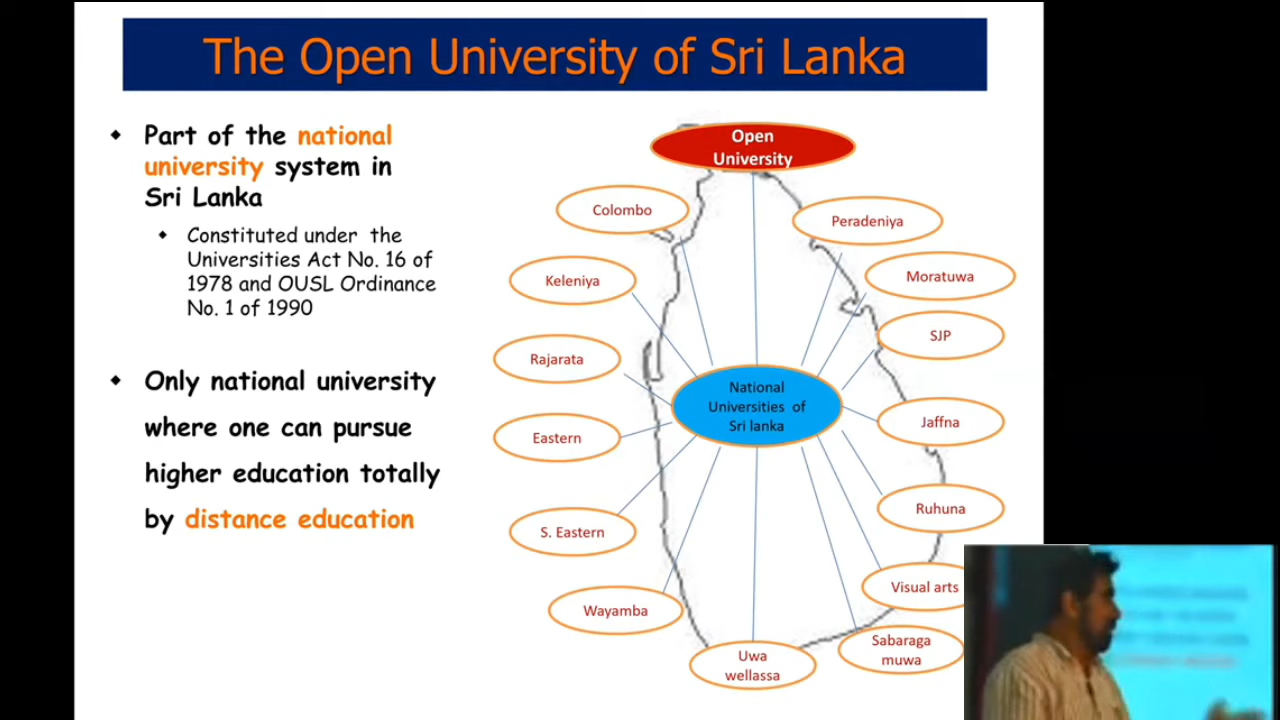 The Open University of Sri Lanka
Part of the national
university system in
Sri Lanka
Constituted under the
Universities Act No. 16 of
1978 and OUSL Ordinance
No. 1 of 1990
Only national university
where one can pursue
higher education totally
by distance education
Open
University
Colombo
Peradeniya
Keleniya
Moratuwa
SJP
Rajarata
National
Universities of
Sri lanka
Jaffna
Eastern
Ruhuna
S. Eastern
Visual arts
Wayamba
Sabaraga
muwa
Uwa
wellassa